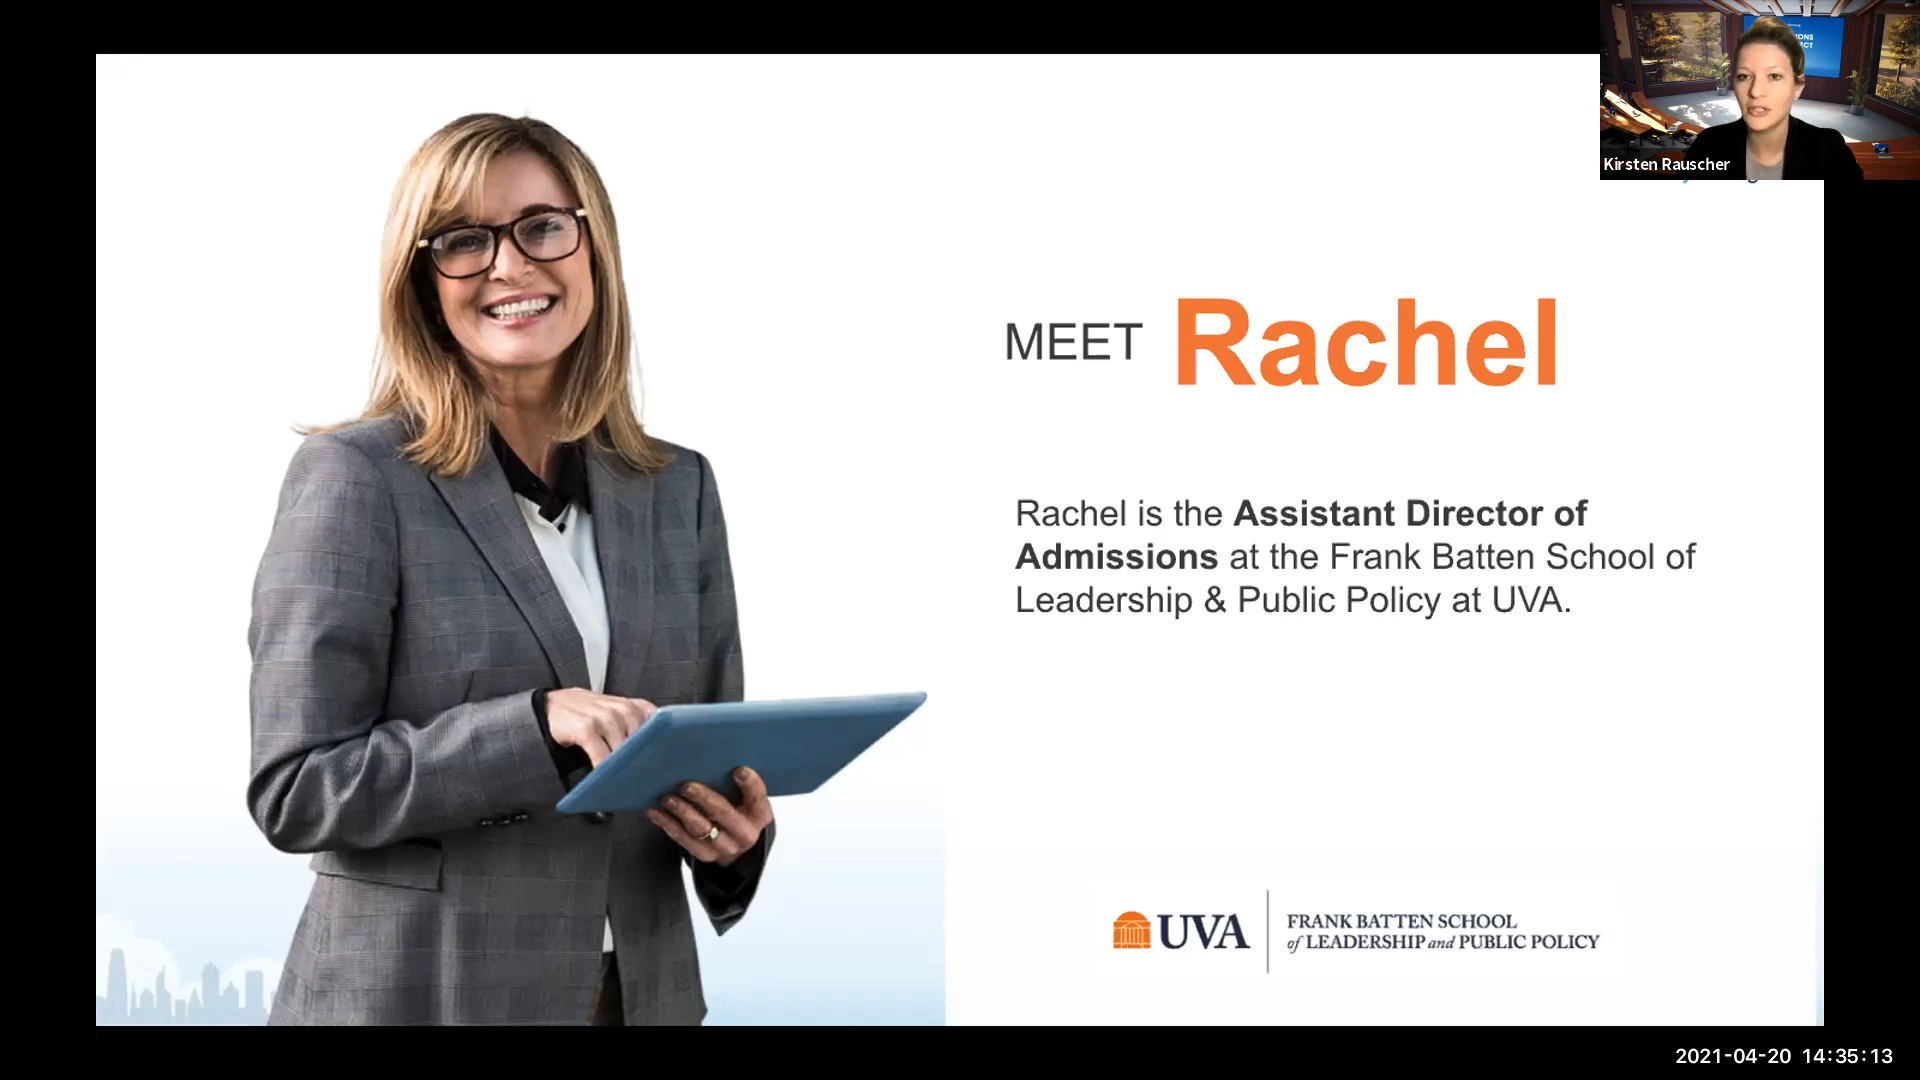 Kirsten Rauscher
MEET Rachel
Rachel is the Assistant Director of
Admissions at the Frank Batten School of
Leadership & Public Policy at UVA.
UVA
FRANK BATTEN SCHOOL
of LEADERSHIP and PUBLIC POLICY
2021-04-20 14:35:13